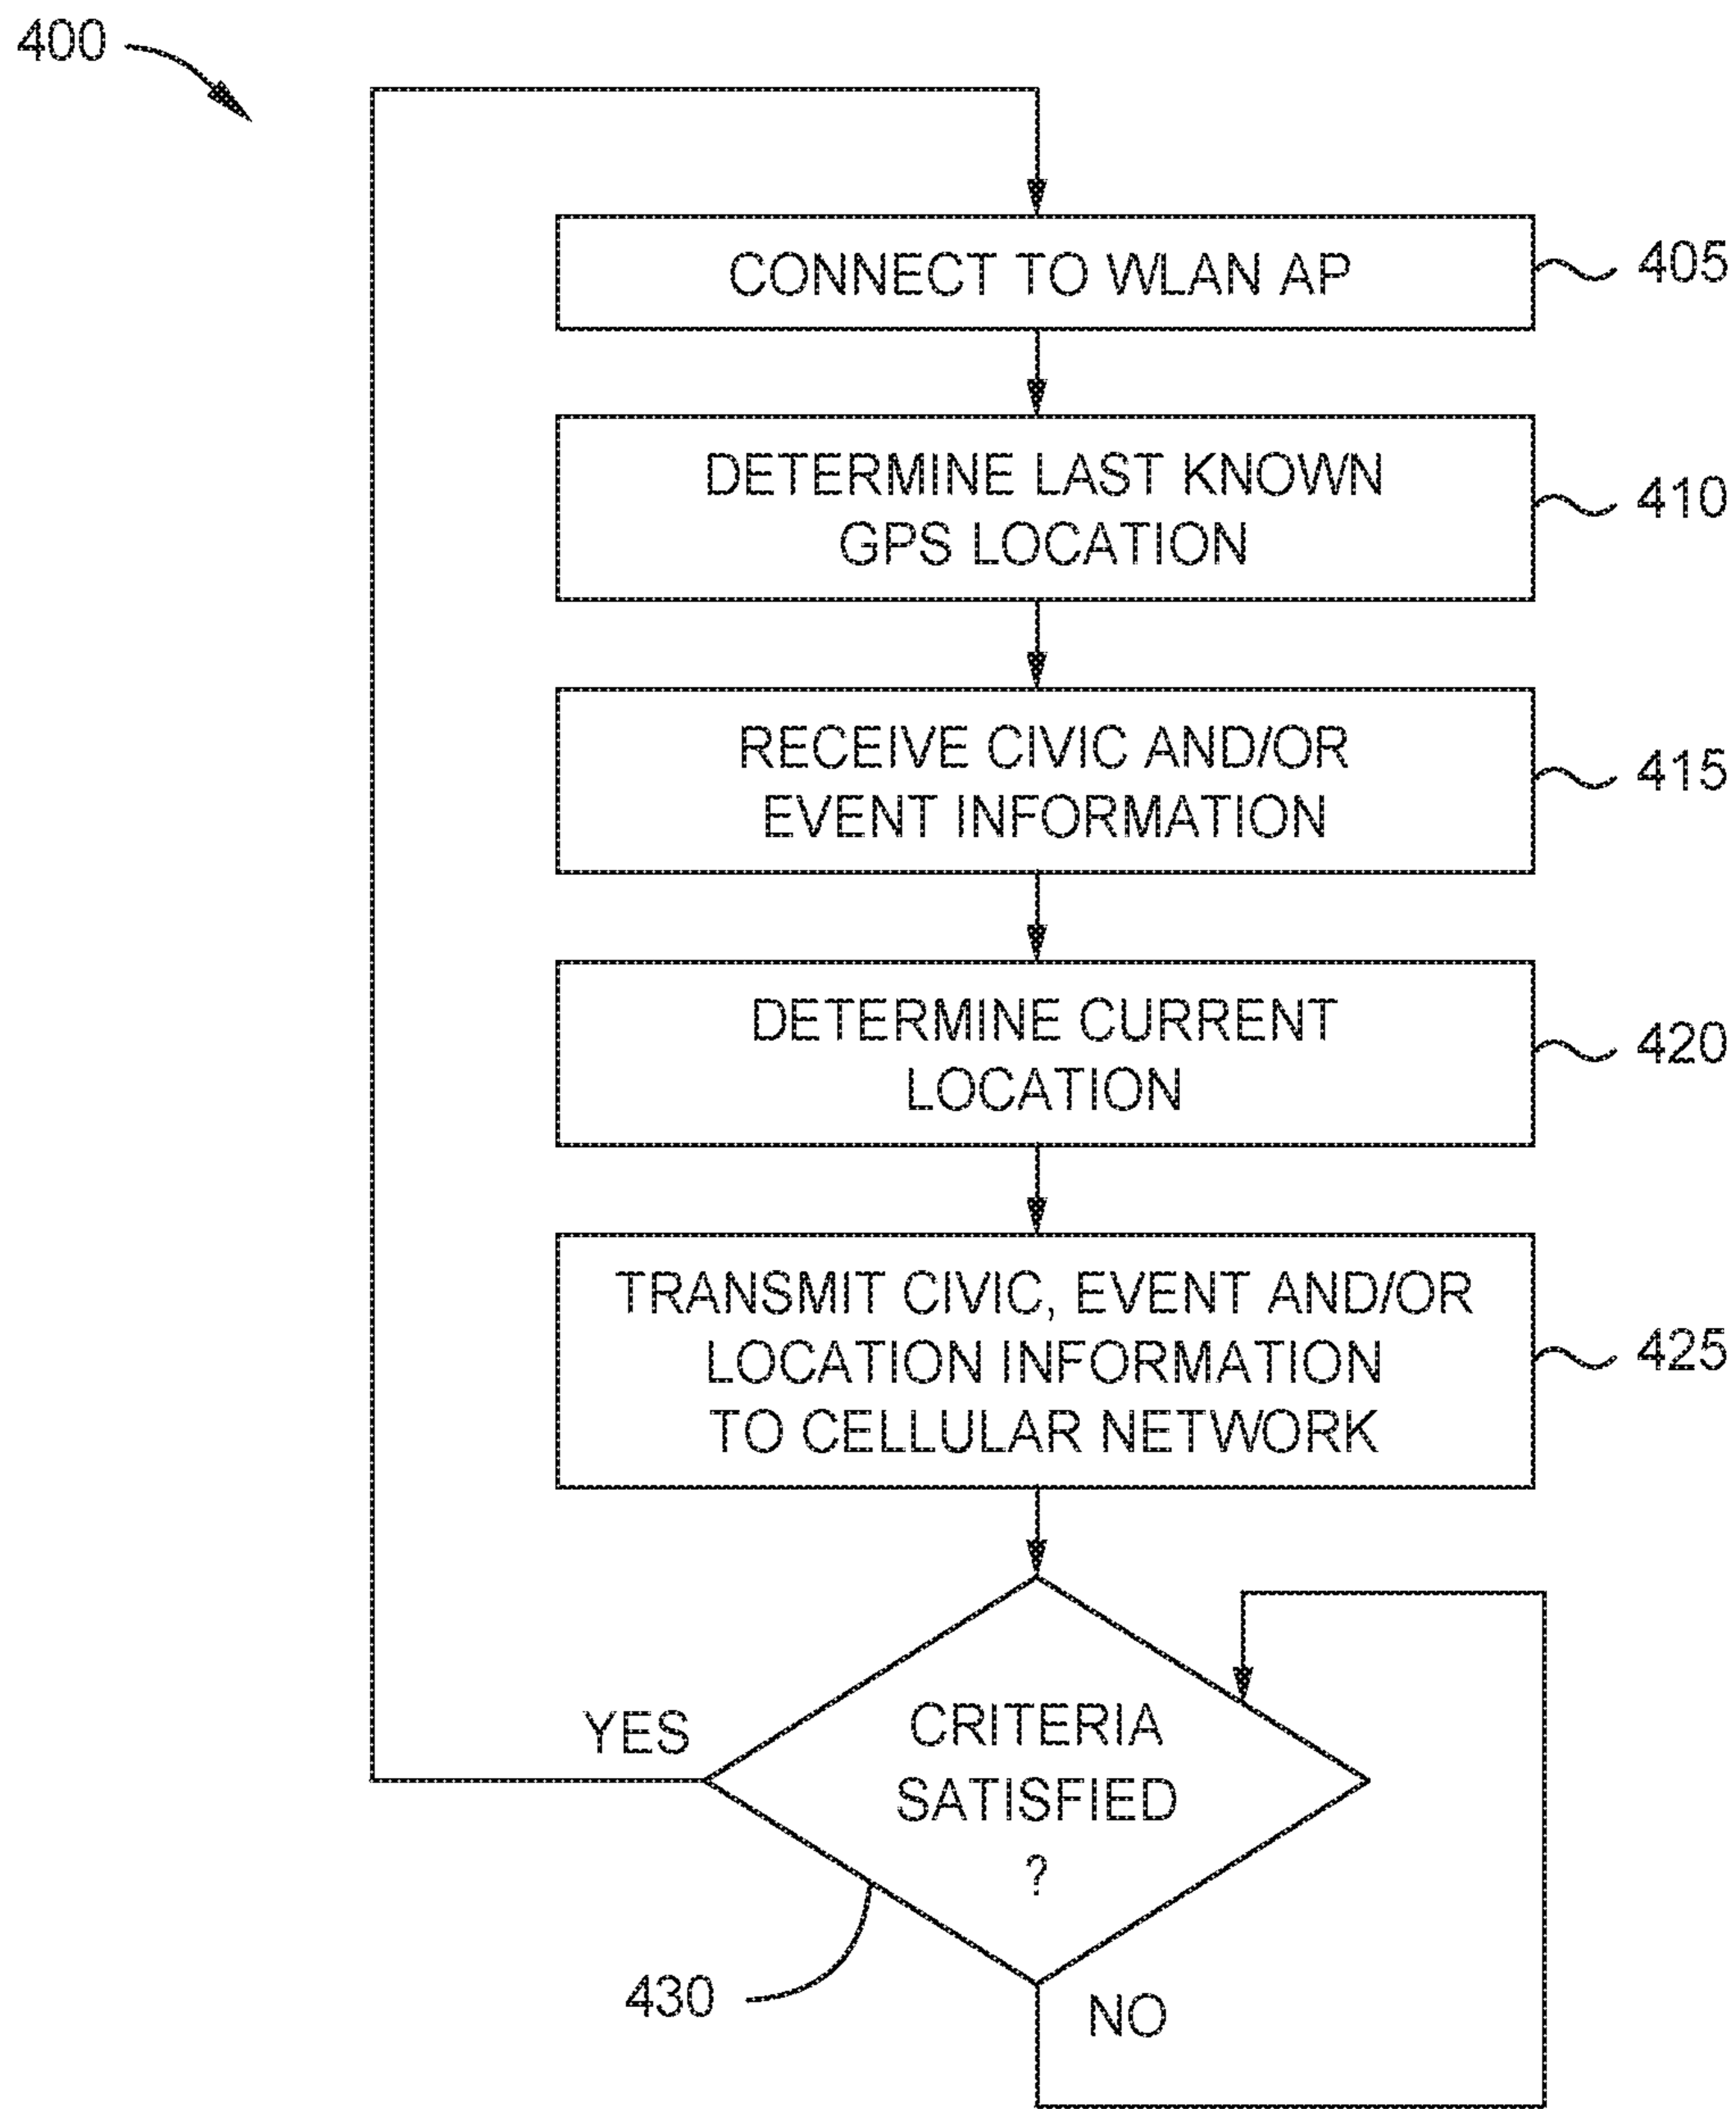 400
CONNECT TO WLAN AP
405
DETERMINE LAST KNOWN
GPS LOCATION
410
RECEIVE CIVIC AND/OR
EVENT INFORMATION
415
DETERMINE CURRENT
LOCATION
420
TRANSMIT CIVIC, EVENT AND/OR
LOCATION INFORMATION
TO CELLULAR NETWORK
425
YES
CRITERIA
SATISFIED
?
430
NO